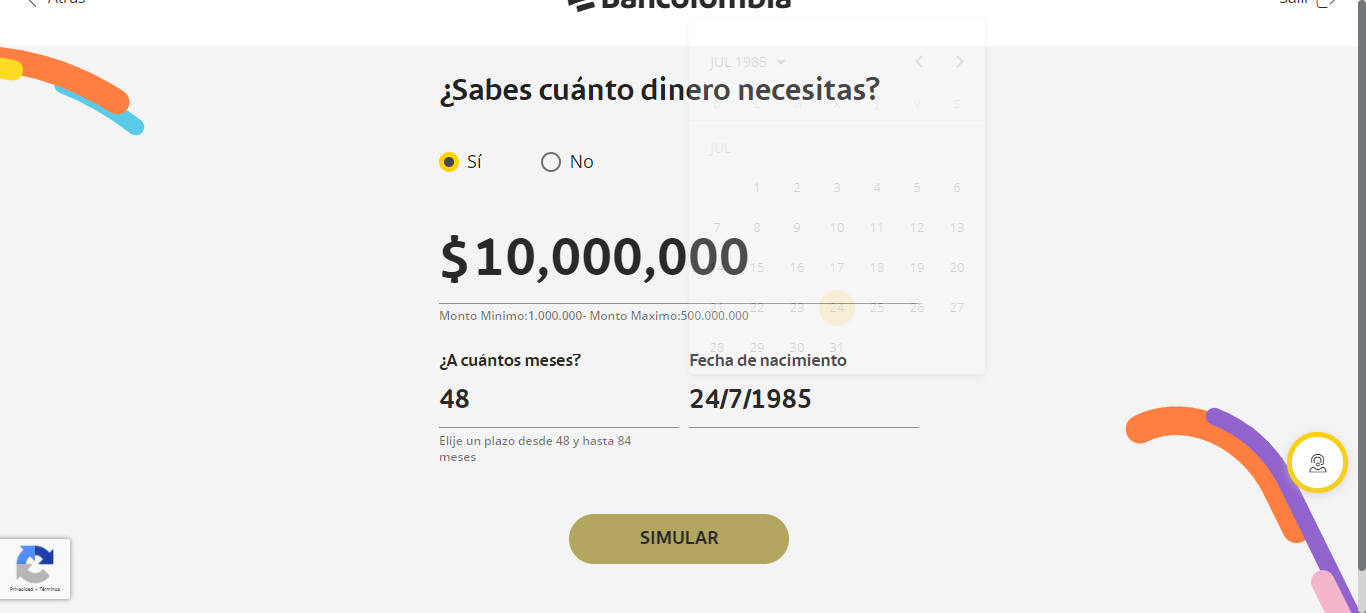 Atrás
Bancolombia
Salir
JUL 1985
¿Sabes cuánto dinero necesitas?
D L M X J V S
Sí No
JUL
1 2 3 4 5 6
7 8 9 10 11 12 13
$10,000,000
14 15 16 17 18 19 20
21 22 23 24 25 26 27
Monto Minimo:1.000.000- Monto Maximo:500.000.000
28 29 30 31
¿A cuántos meses? Fecha de nacimiento
48 24/7/1985
Elije un plazo desde 48 y hasta 84
meses
SIMULAR
Privacidad - Términos